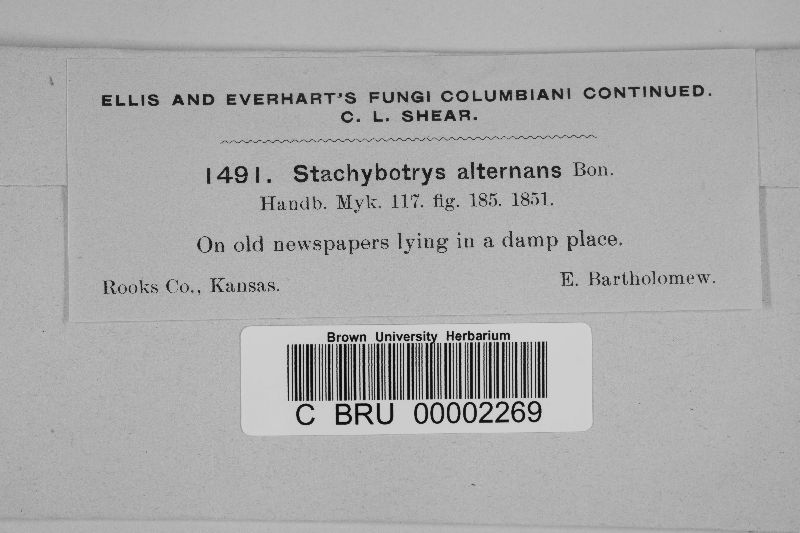 ELLIS AND EVERHART'S FUNGI COLUMBIANI CONTINUED.
C. L. SHEAR.
1491. Stachybotrys alternans Bon.
Handb. Myk. 117. fig. 185. 1851.
On old newspapers lying in a damp place.
Rooks Co., Kansas. E. Bartholomew.
Brown University Herbarium
C BRU 00002269